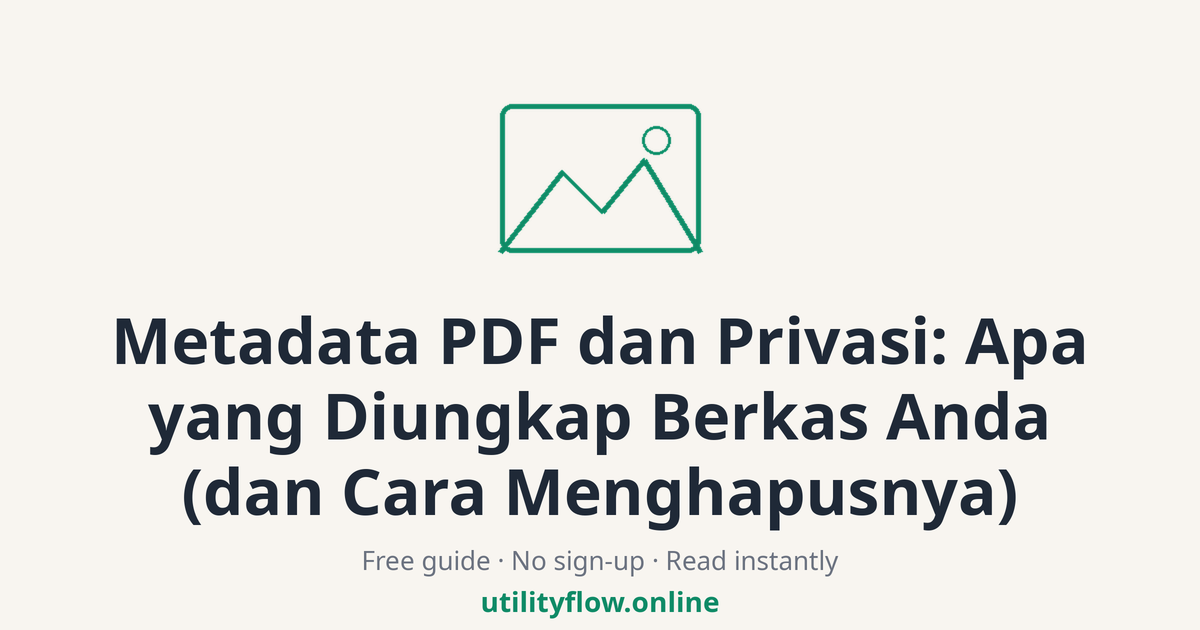 Metadata PDF dan Privasi: Apa
yang Diungkap Berkas Anda
(dan Cara Menghapusnya)
Free guide · No sign-up · Read instantly
utilityflow.online